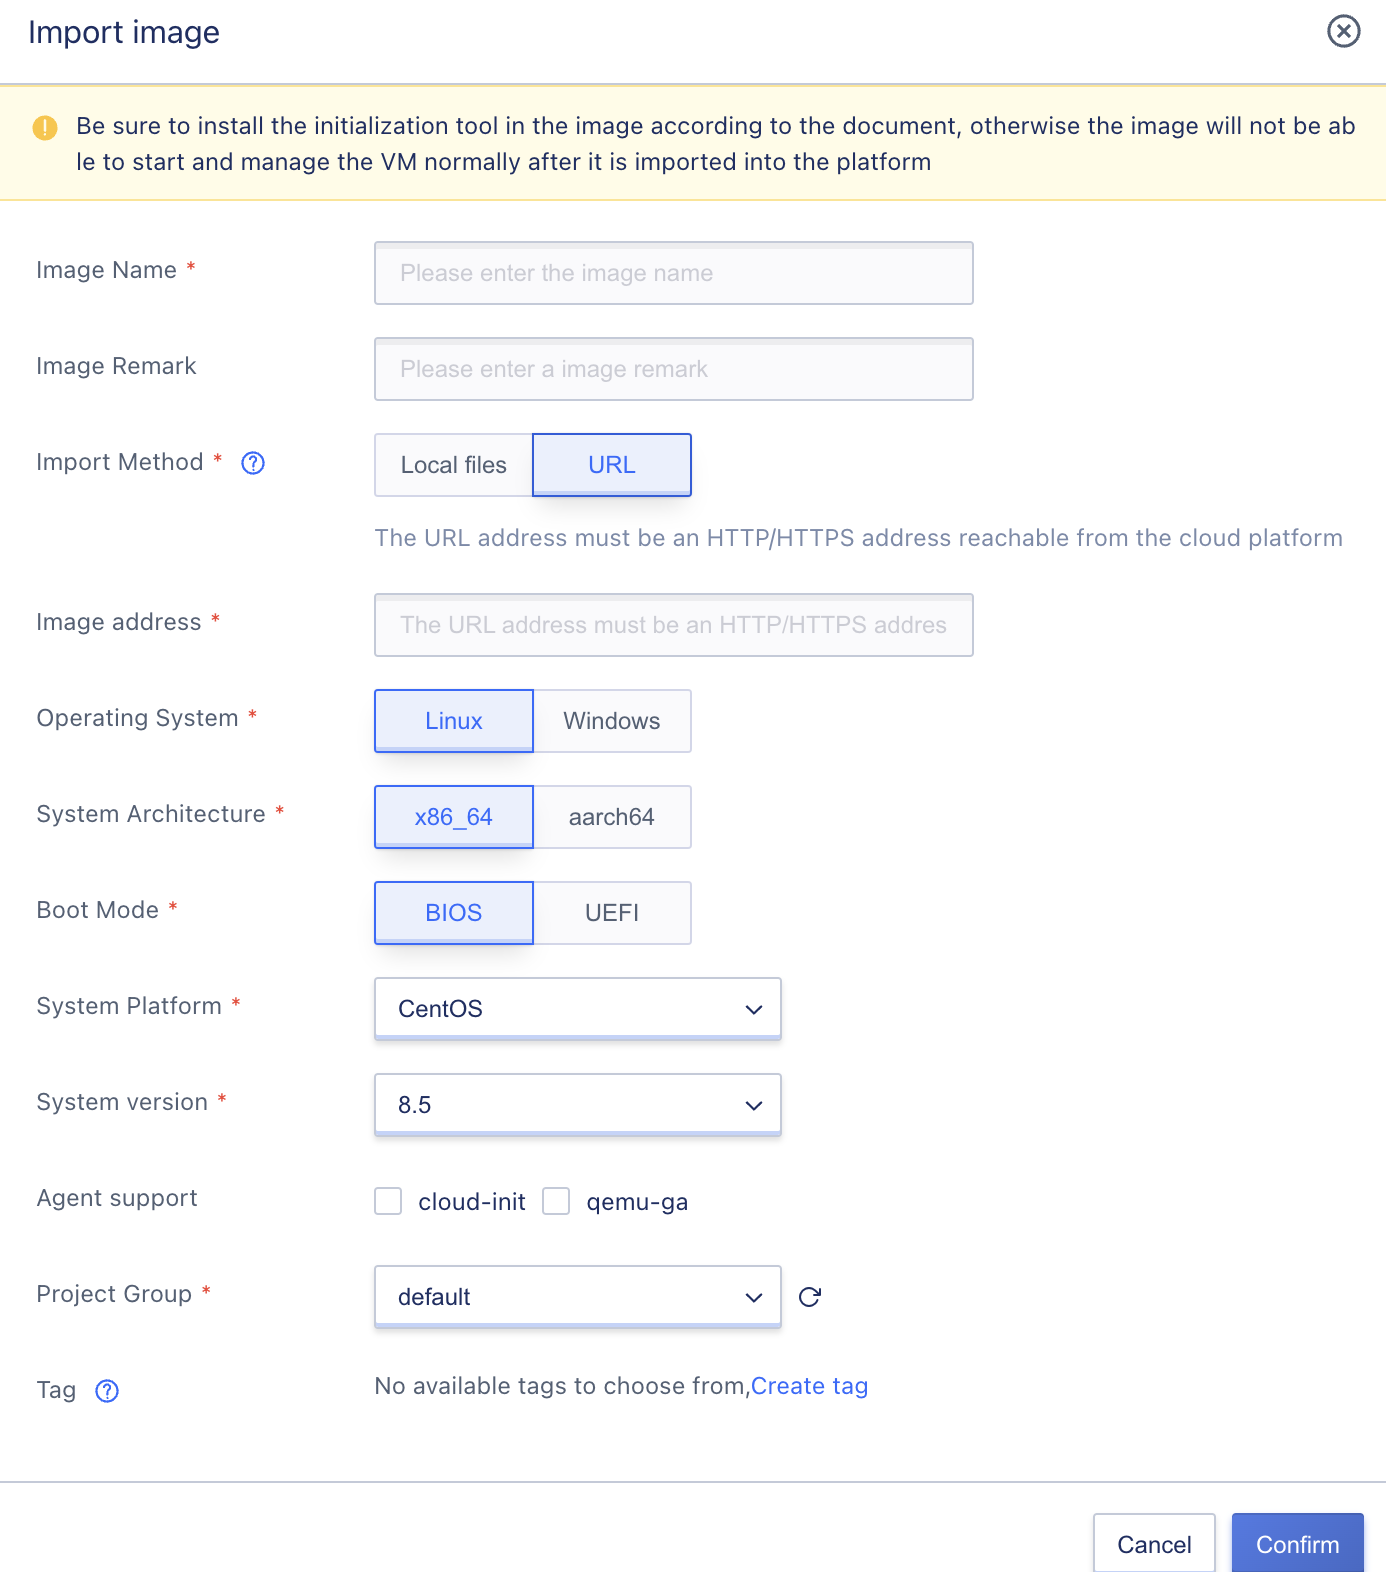 Import image
Be sure to install the initialization tool in the image according to the document, otherwise the image will not be ab
le to start and manage the VM normally after it is imported into the platform
Image Name * Please enter the image name
Image Remark Please enter a image remark
Import Method * Local files URL
The URL address must be an HTTP/HTTPS address reachable from the cloud platform
Image address * The URL address must be an HTTP/HTTPS addres
Operating System * Linux Windows
System Architecture * x86_64 aarch64
Boot Mode * BIOS UEFI
System Platform * CentOS
System version * 8.5
Agent support cloud-init qemu-ga
Project Group * default
Tag No available tags to choose from,Create tag
Cancel Confirm